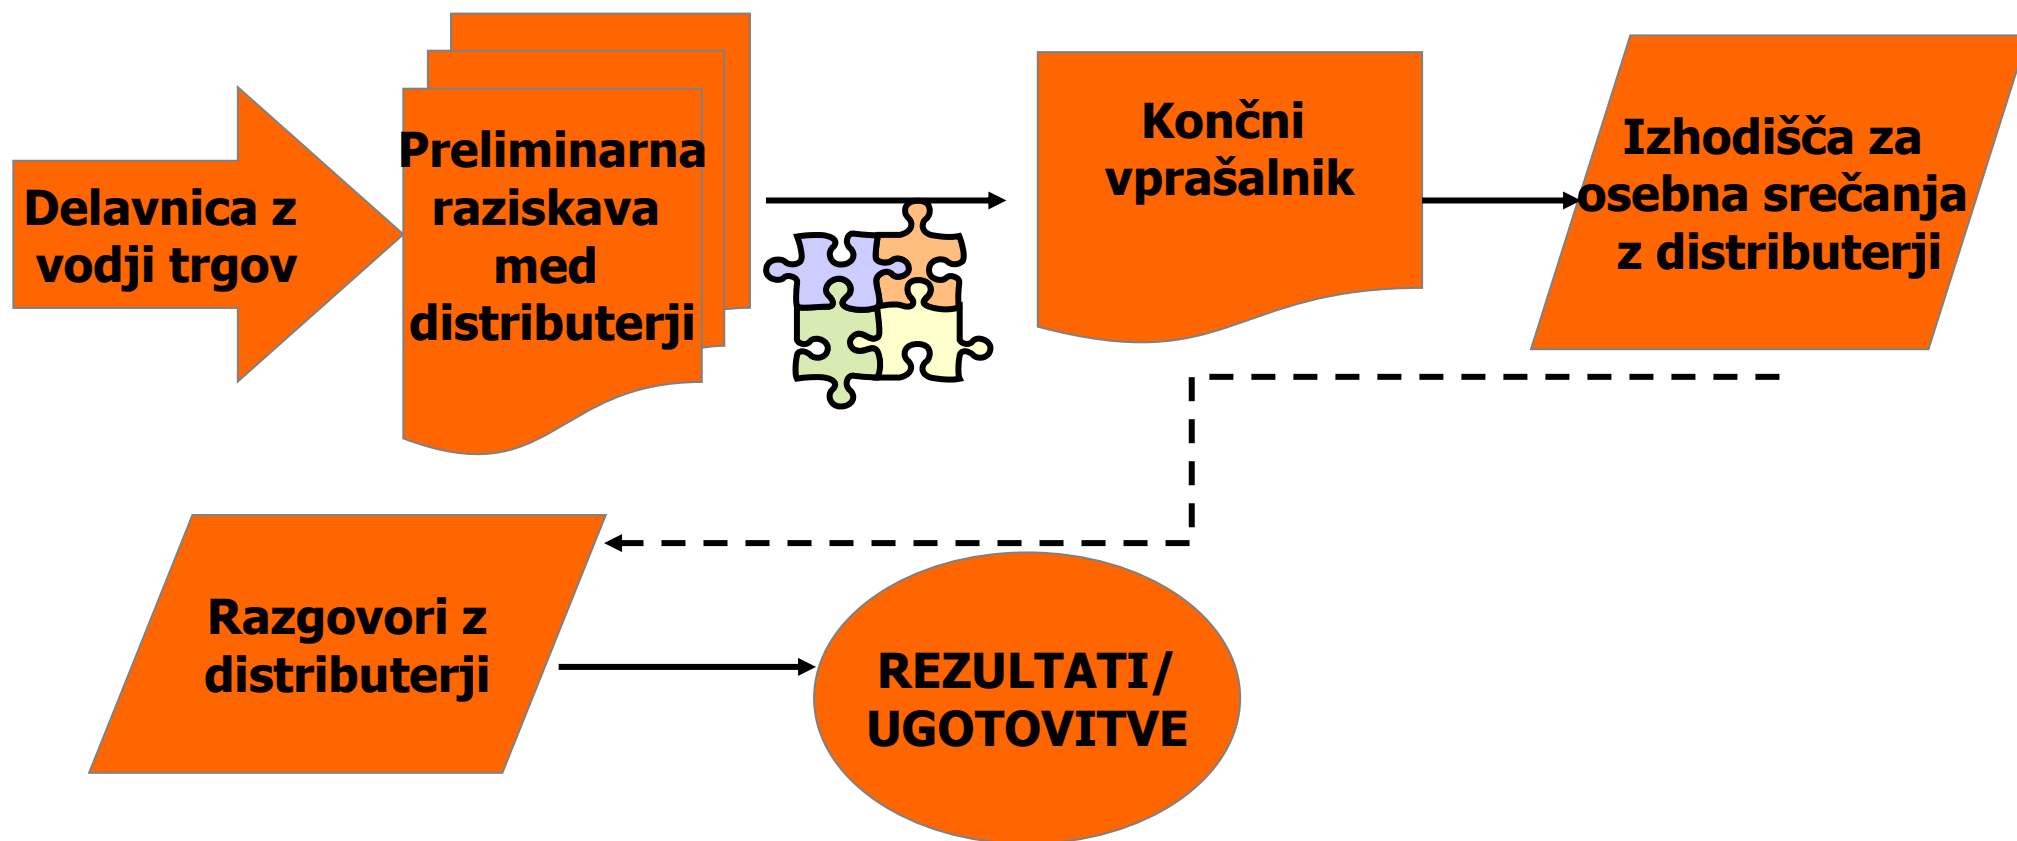 Delavnica z
vodji trgov
Preliminarna
raziskava
med
distributerji
Končni
vprašalnik
Izhodišča za
osebna srečanja
z distributerji
Razgovori z
distributerji
REZULTATI/
UGOTOVITVE